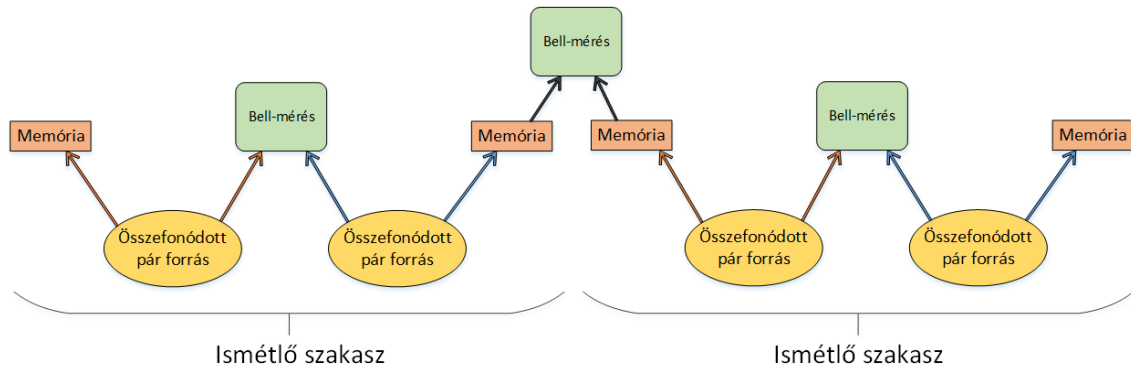 Bell-mérés
Memória
Bell-mérés
Memória
Memória
Bell-mérés
Memória
Összefonódott
pár forrás
Összefonódott
pár forrás
Összefonódott
pár forrás
Összefonódott
pár forrás
Ismétlő szakasz
Ismétlő szakasz